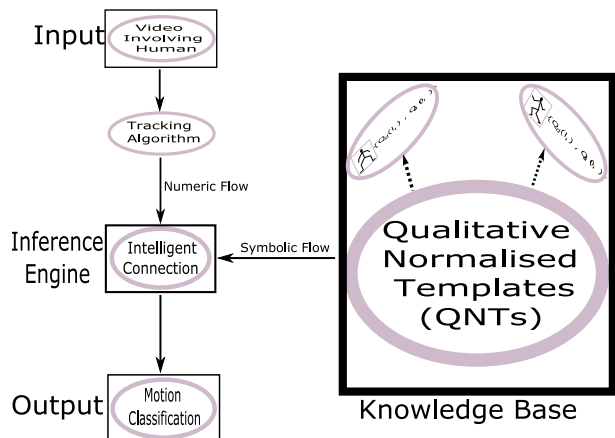 Input
Video
Involving
Human
Tracking
Algorithm
Numeric Flow
Inference
Engine
Intelligent
Connection
Symbolic Flow
Qualitative
Normalised
Templates
(QNTs)
Knowledge Base
Output
Motion
Classification